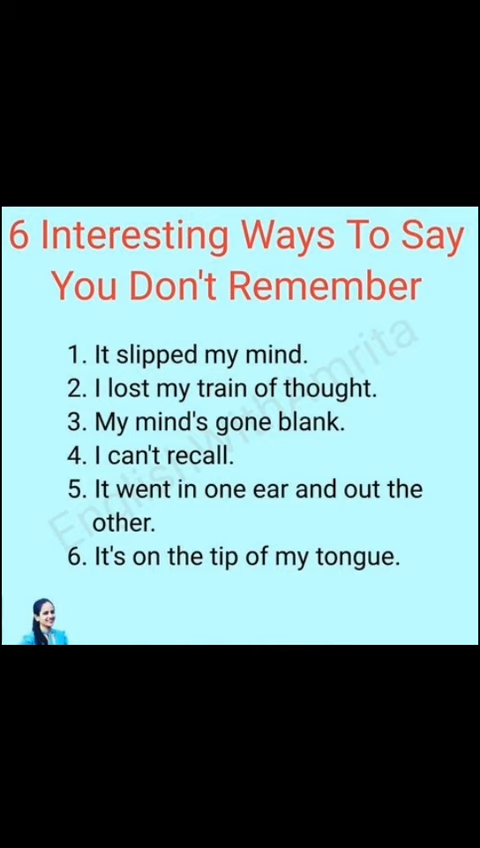 6 Interesting Ways To Say
You Don't Remember
1. It slipped my mind.
2. I lost my train of thought.
3. My mind's gone blank.
4. I can't recall.
5. It went in one ear and out the
other.
6. It's on the tip of my tongue.
EnglishWithAmrita